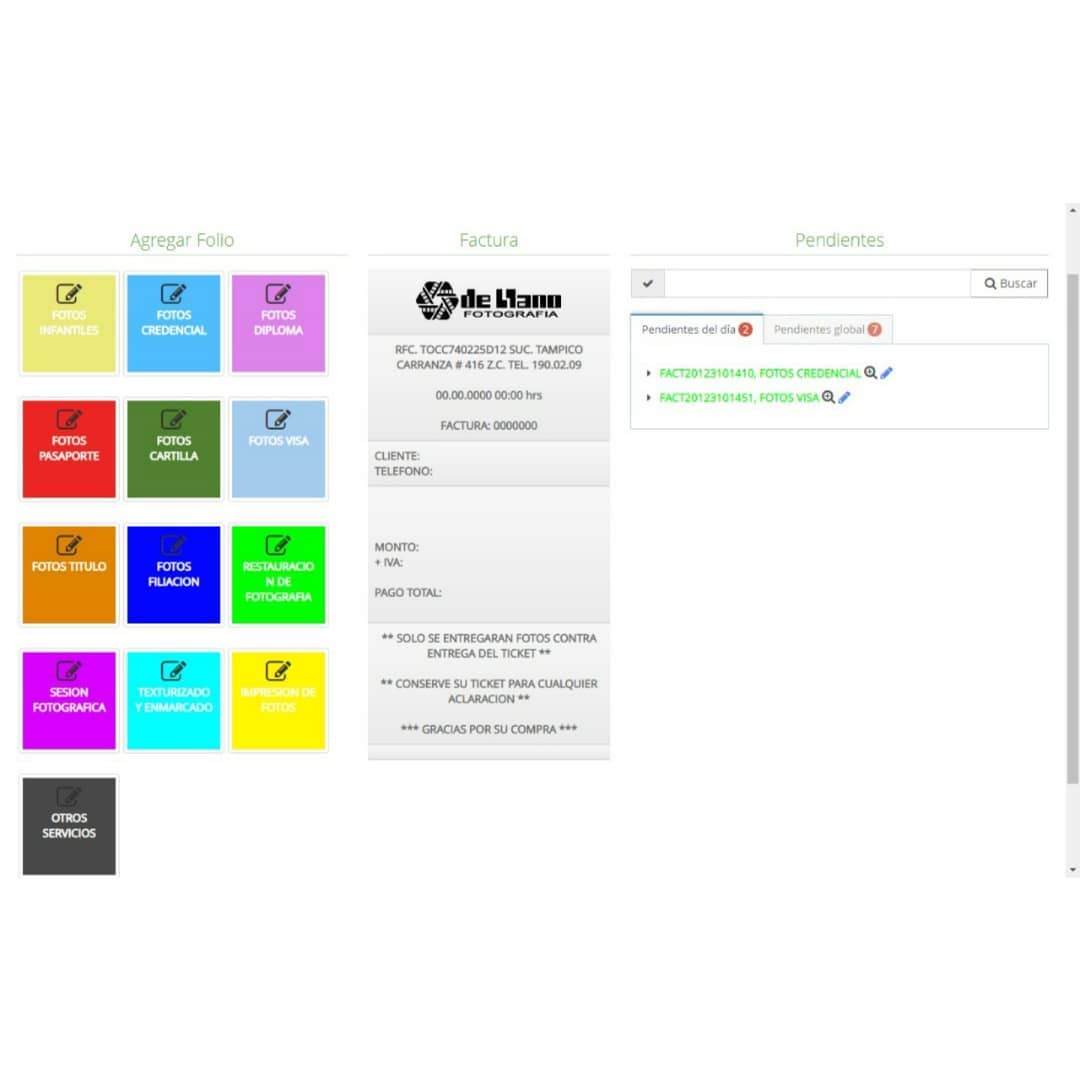 Agregar Folio
FOTOS
INFANTILES
FOTOS
CREDENCIAL
FOTOS
DIPLOMA
FOTOS
PASAPORTE
FOTOS
CARTILLA
FOTOS VISA
FOTOS TITULO
FOTOS
FILIACION
RESTAURACIO
N DE
FOTOGRAFIA
SESION
FOTOGRAFICA
TEXTURIZADO
Y ENMARCADO
IMPRESION DE
FOTOS
OTROS
SERVICIOS
Factura
de Llano
FOTOGRAFIA
RFC. TOCC740225D12 SUC. TAMPICO
CARRANZA # 416 Z.C. TEL. 190.02.09
00.00.0000 00:00 hrs
FACTURA: 0000000
CLIENTE:
TELEFONO:
MONTO:
+ IVA:
PAGO TOTAL:
** SOLO SE ENTREGARAN FOTOS CONTRA
ENTREGA DEL TICKET **
** CONSERVE SU TICKET PARA CUALQUIER
ACLARACION **
*** GRACIAS POR SU COMPRA ***
Pendientes
Buscar
Pendientes del día 2
Pendientes global 7
FACT20123101410, FOTOS CREDENCIAL
FACT20123101451, FOTOS VISA